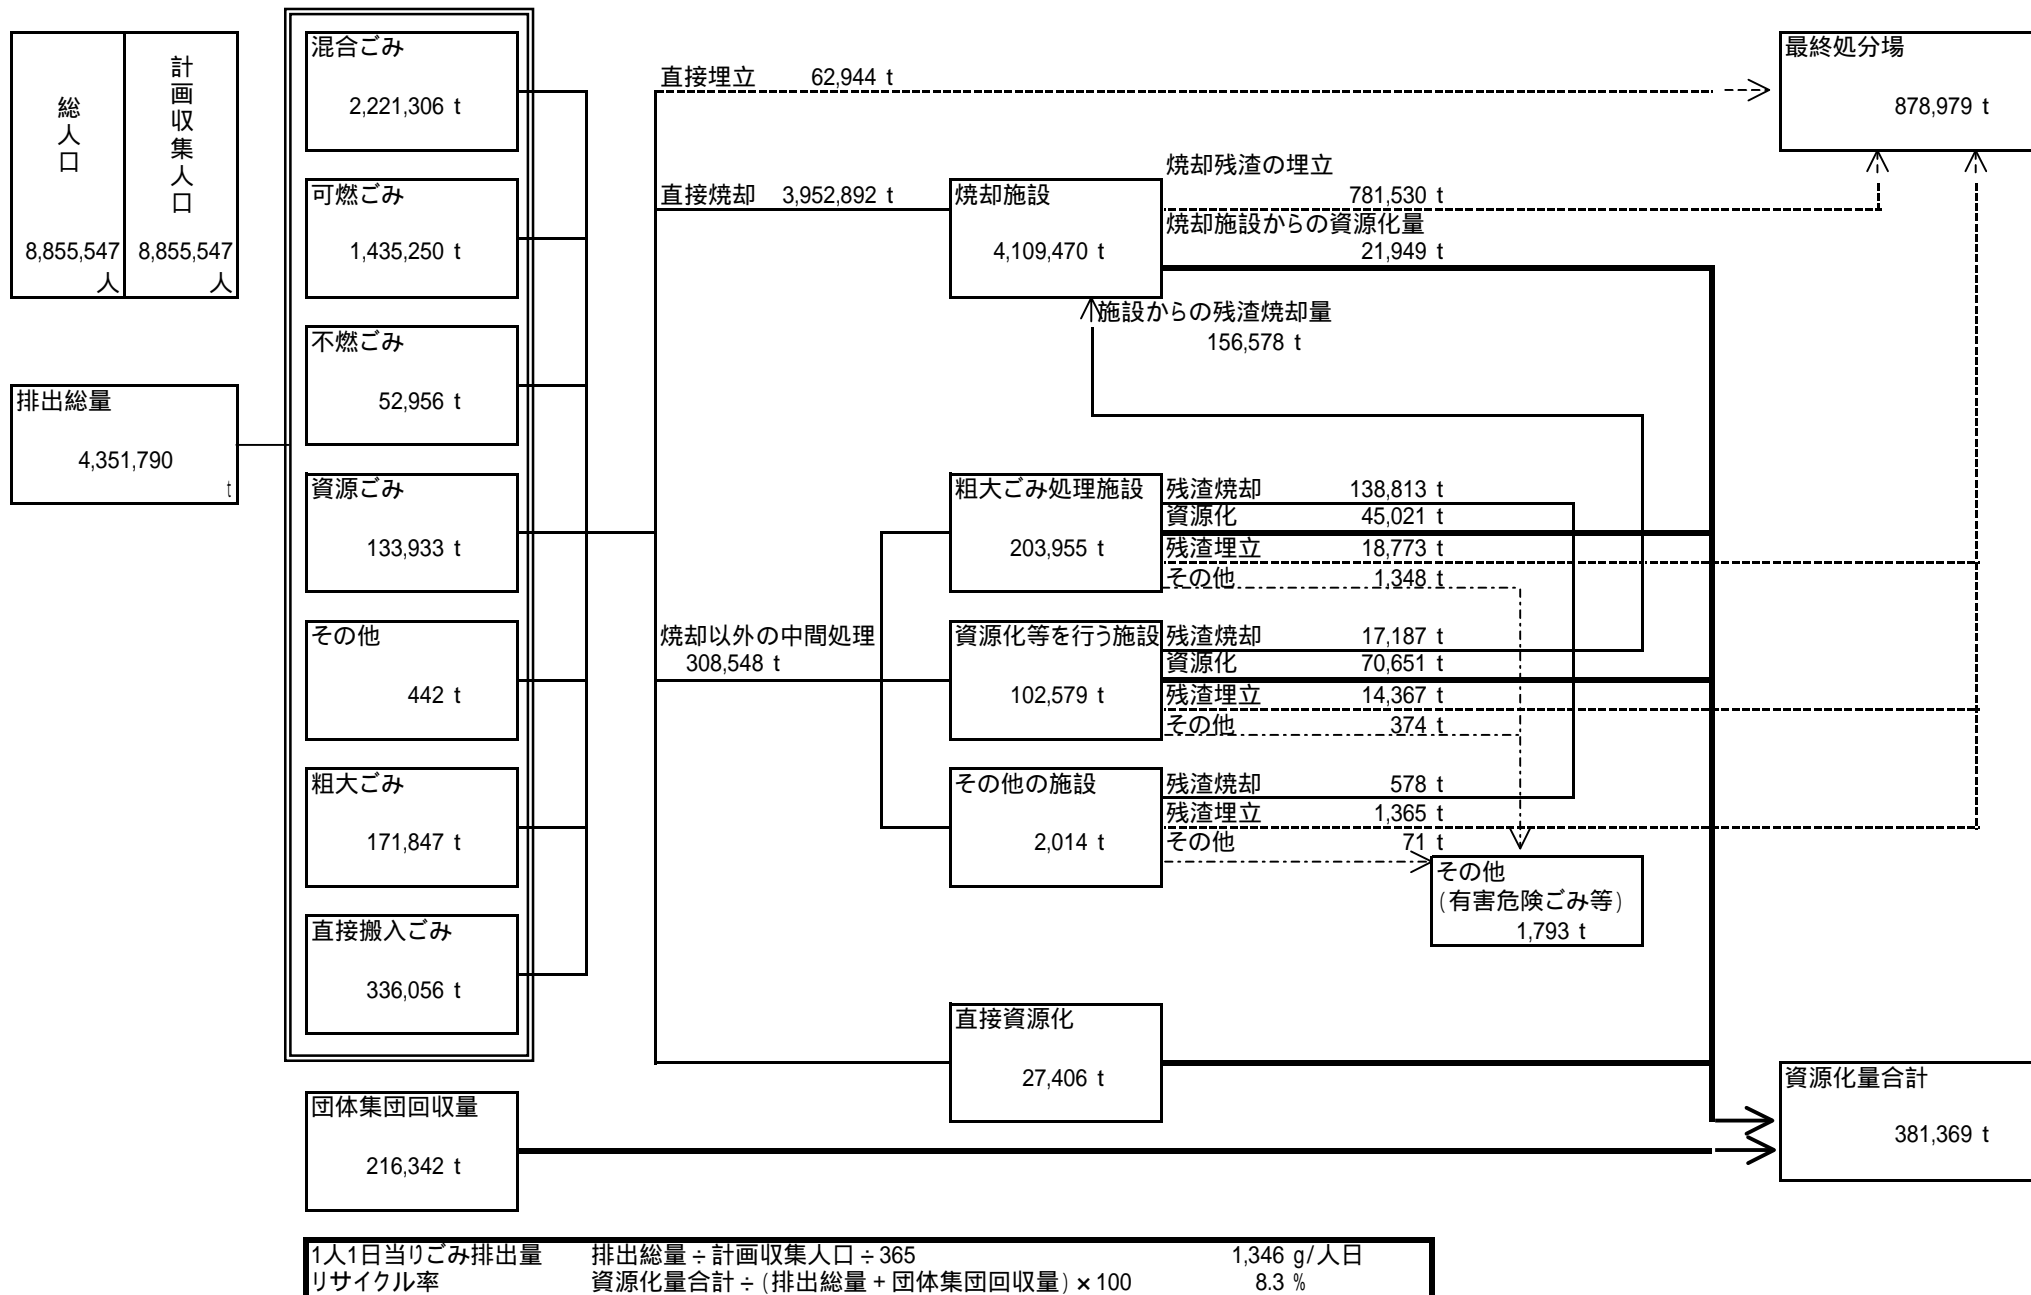 総人口
8,855,547
人
計画収集人口
8,855,547
人
排出総量
4,351,790
t
混合ごみ
2,221,306 t
可燃ごみ
1,435,250 t
不燃ごみ
52,956 t
資源ごみ
133,933 t
その他
442 t
粗大ごみ
171,847 t
直接搬入ごみ
336,056 t
団体集団回収量
216,342 t
直接埋立 62,944 t
直接焼却 3,952,892 t
焼却以外の中間処理
308,548 t
焼却施設
4,109,470 t
焼却残渣の埋立
781,530 t
焼却施設からの資源化量
21,949 t
施設からの残渣焼却量
156,578 t
粗大ごみ処理施設
203,955 t
残渣焼却 138,813 t
資源化 45,021 t
残渣埋立 18,773 t
その他 1,348 t
資源化等を行う施設
102,579 t
残渣焼却 17,187 t
資源化 70,651 t
残渣埋立 14,367 t
その他 374 t
その他の施設
2,014 t
残渣焼却 578 t
残渣埋立 1,365 t
その他 71 t
その他
(有害危険ごみ等)
1,793 t
直接資源化
27,406 t
最終処分場
878,979 t
資源化量合計
381,369 t
1人1日当りごみ排出量 排出総量÷計画収集人口÷365 1,346 g/人日
リサイクル率 資源化量合計÷(排出総量+団体集団回収量)×100 8.3 %